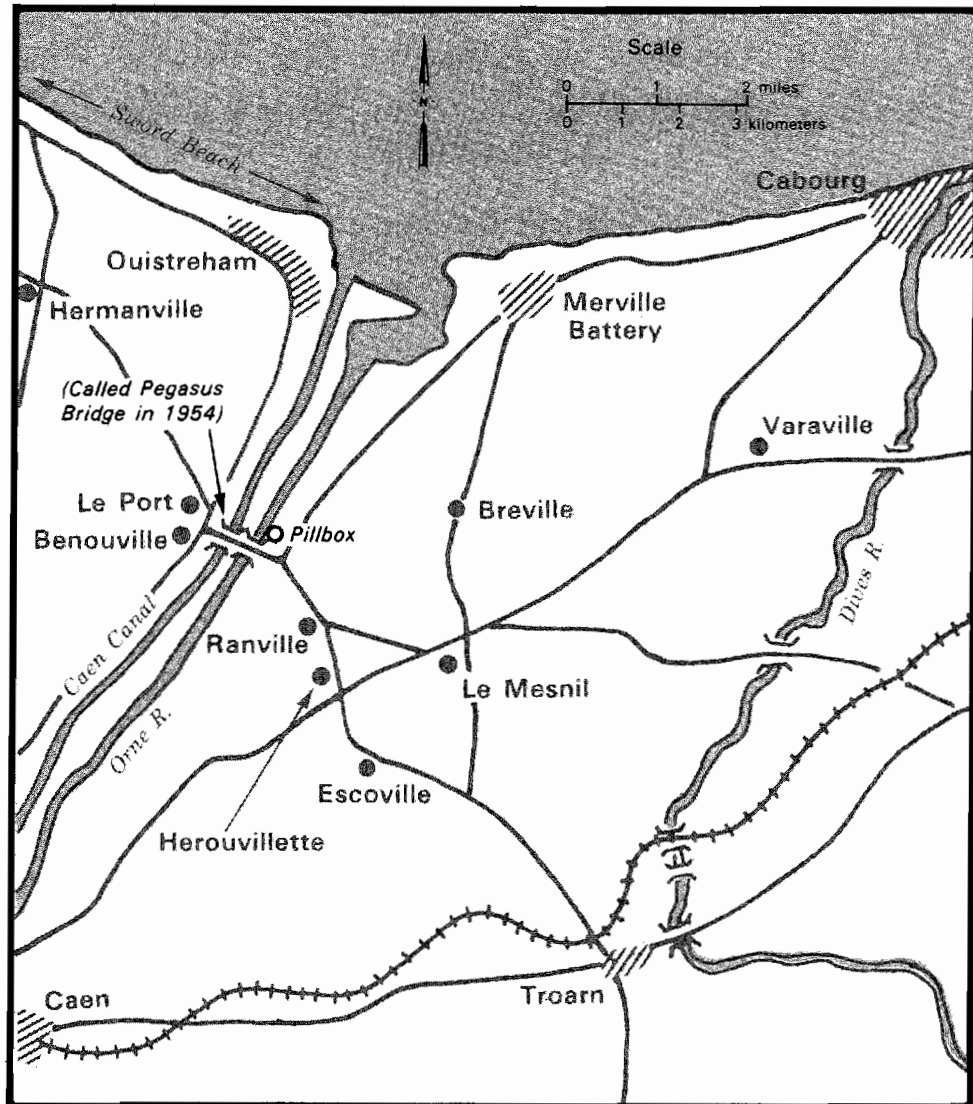 Scale
0 1 2 miles
0 1 2 3 kilometers
N
Sword Beach
Cabourg
Ouistreham
Hermanville
Merville
Battery
(Called Pegasus
Bridge in 1954)
Varaville
Le Port
Benouville
Pillbox
Breville
Dives R.
Caen Canal
Ranville
Le Mesnil
Orne R.
Escoville
Herouvillette
Troarn
Caen